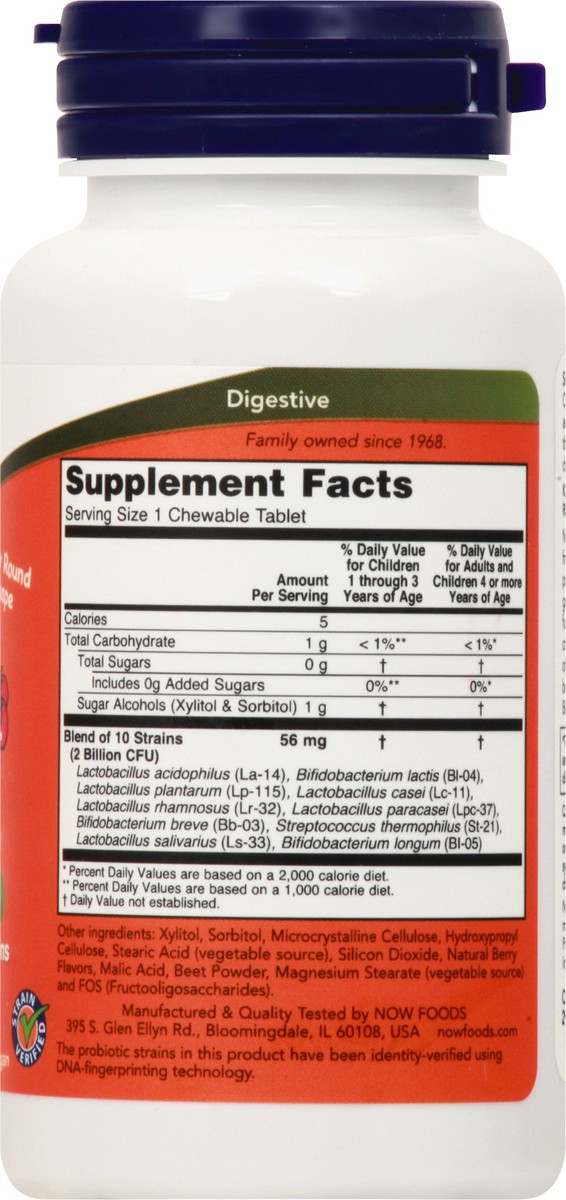 Digestive
Family owned since 1968.
Supplement Facts
Serving Size 1 Chewable Tablet
Amount Per Serving
% Daily Value for Children 1 through 3 Years of Age
% Daily Value for Adults and Children 4 or more Years of Age
Calories 5
Total Carbohydrate 1 g < 1%** < 1%*
Total Sugars 0 g † †
Includes 0g Added Sugars 0%** 0%*
Sugar Alcohols (Xylitol & Sorbitol) 1 g † †
Blend of 10 Strains 56 mg † †
(2 Billion CFU)
Lactobacillus acidophilus (La-14), Bifidobacterium lactis (Bl-04),
Lactobacillus plantarum (Lp-115), Lactobacillus casei (Lc-11),
Lactobacillus rhamnosus (Lr-32), Lactobacillus paracasei (Lpc-37),
Bifidobacterium breve (Bb-03), Streptococcus thermophilus (St-21),
Lactobacillus salivarius (Ls-33), Bifidobacterium longum (Bl-05)
* Percent Daily Values are based on a 2,000 calorie diet.
** Percent Daily Values are based on a 1,000 calorie diet.
† Daily Value not established.
Other ingredients: Xylitol, Sorbitol, Microcrystalline Cellulose, Hydroxypropyl
Cellulose, Stearic Acid (vegetable source), Silicon Dioxide, Natural Berry
Flavors, Malic Acid, Beet Powder, Magnesium Stearate (vegetable source)
and FOS (Fructooligosaccharides).
Manufactured & Quality Tested by NOW FOODS
395 S. Glen Ellyn Rd., Bloomingdale, IL 60108, USA nowfoods.com
The probiotic strains in this product have been identity-verified using
DNA-fingerprinting technology.
Round
STRAIN VERIFIED